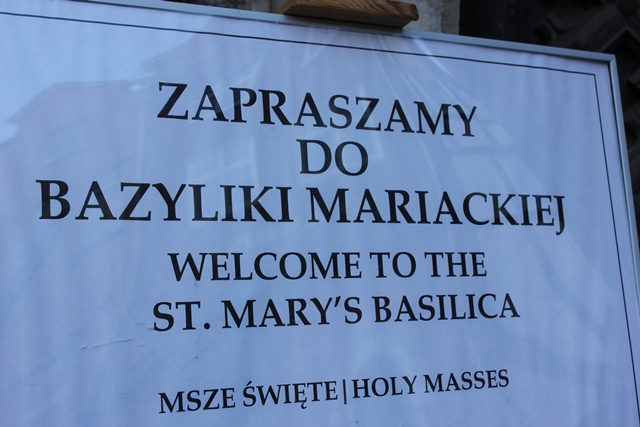 ZAPRASZAMY
DO
BAZYLIKI MARIACKIEJ
WELCOME TO THE
ST. MARY'S BASILICA
MSZE ŚWIĘTE|HOLY MASSES